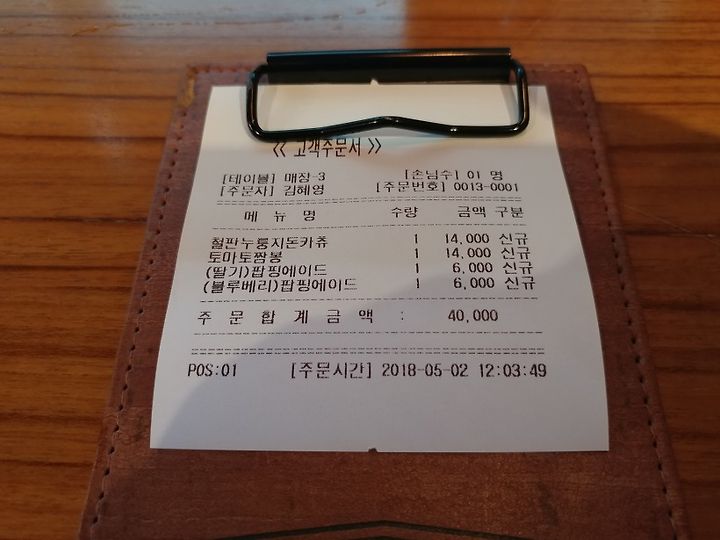 << 고객주문서 >>
[테이블] 매장-3 [손님수] 01 명
[주문자] 김혜영 [주문번호] 0013-0001
메 뉴 명 수량 금액 구분
철판누룽지돈카츄 1 14,000 신규
토마토짬뽕 1 14,000 신규
(딸기)팝핑에이드 1 6,000 신규
(블루베리)팝핑에이드 1 6,000 신규
주 문 합 계 금 액 : 40,000
POS:01 [주문시간] 2018-05-02 12:03:49